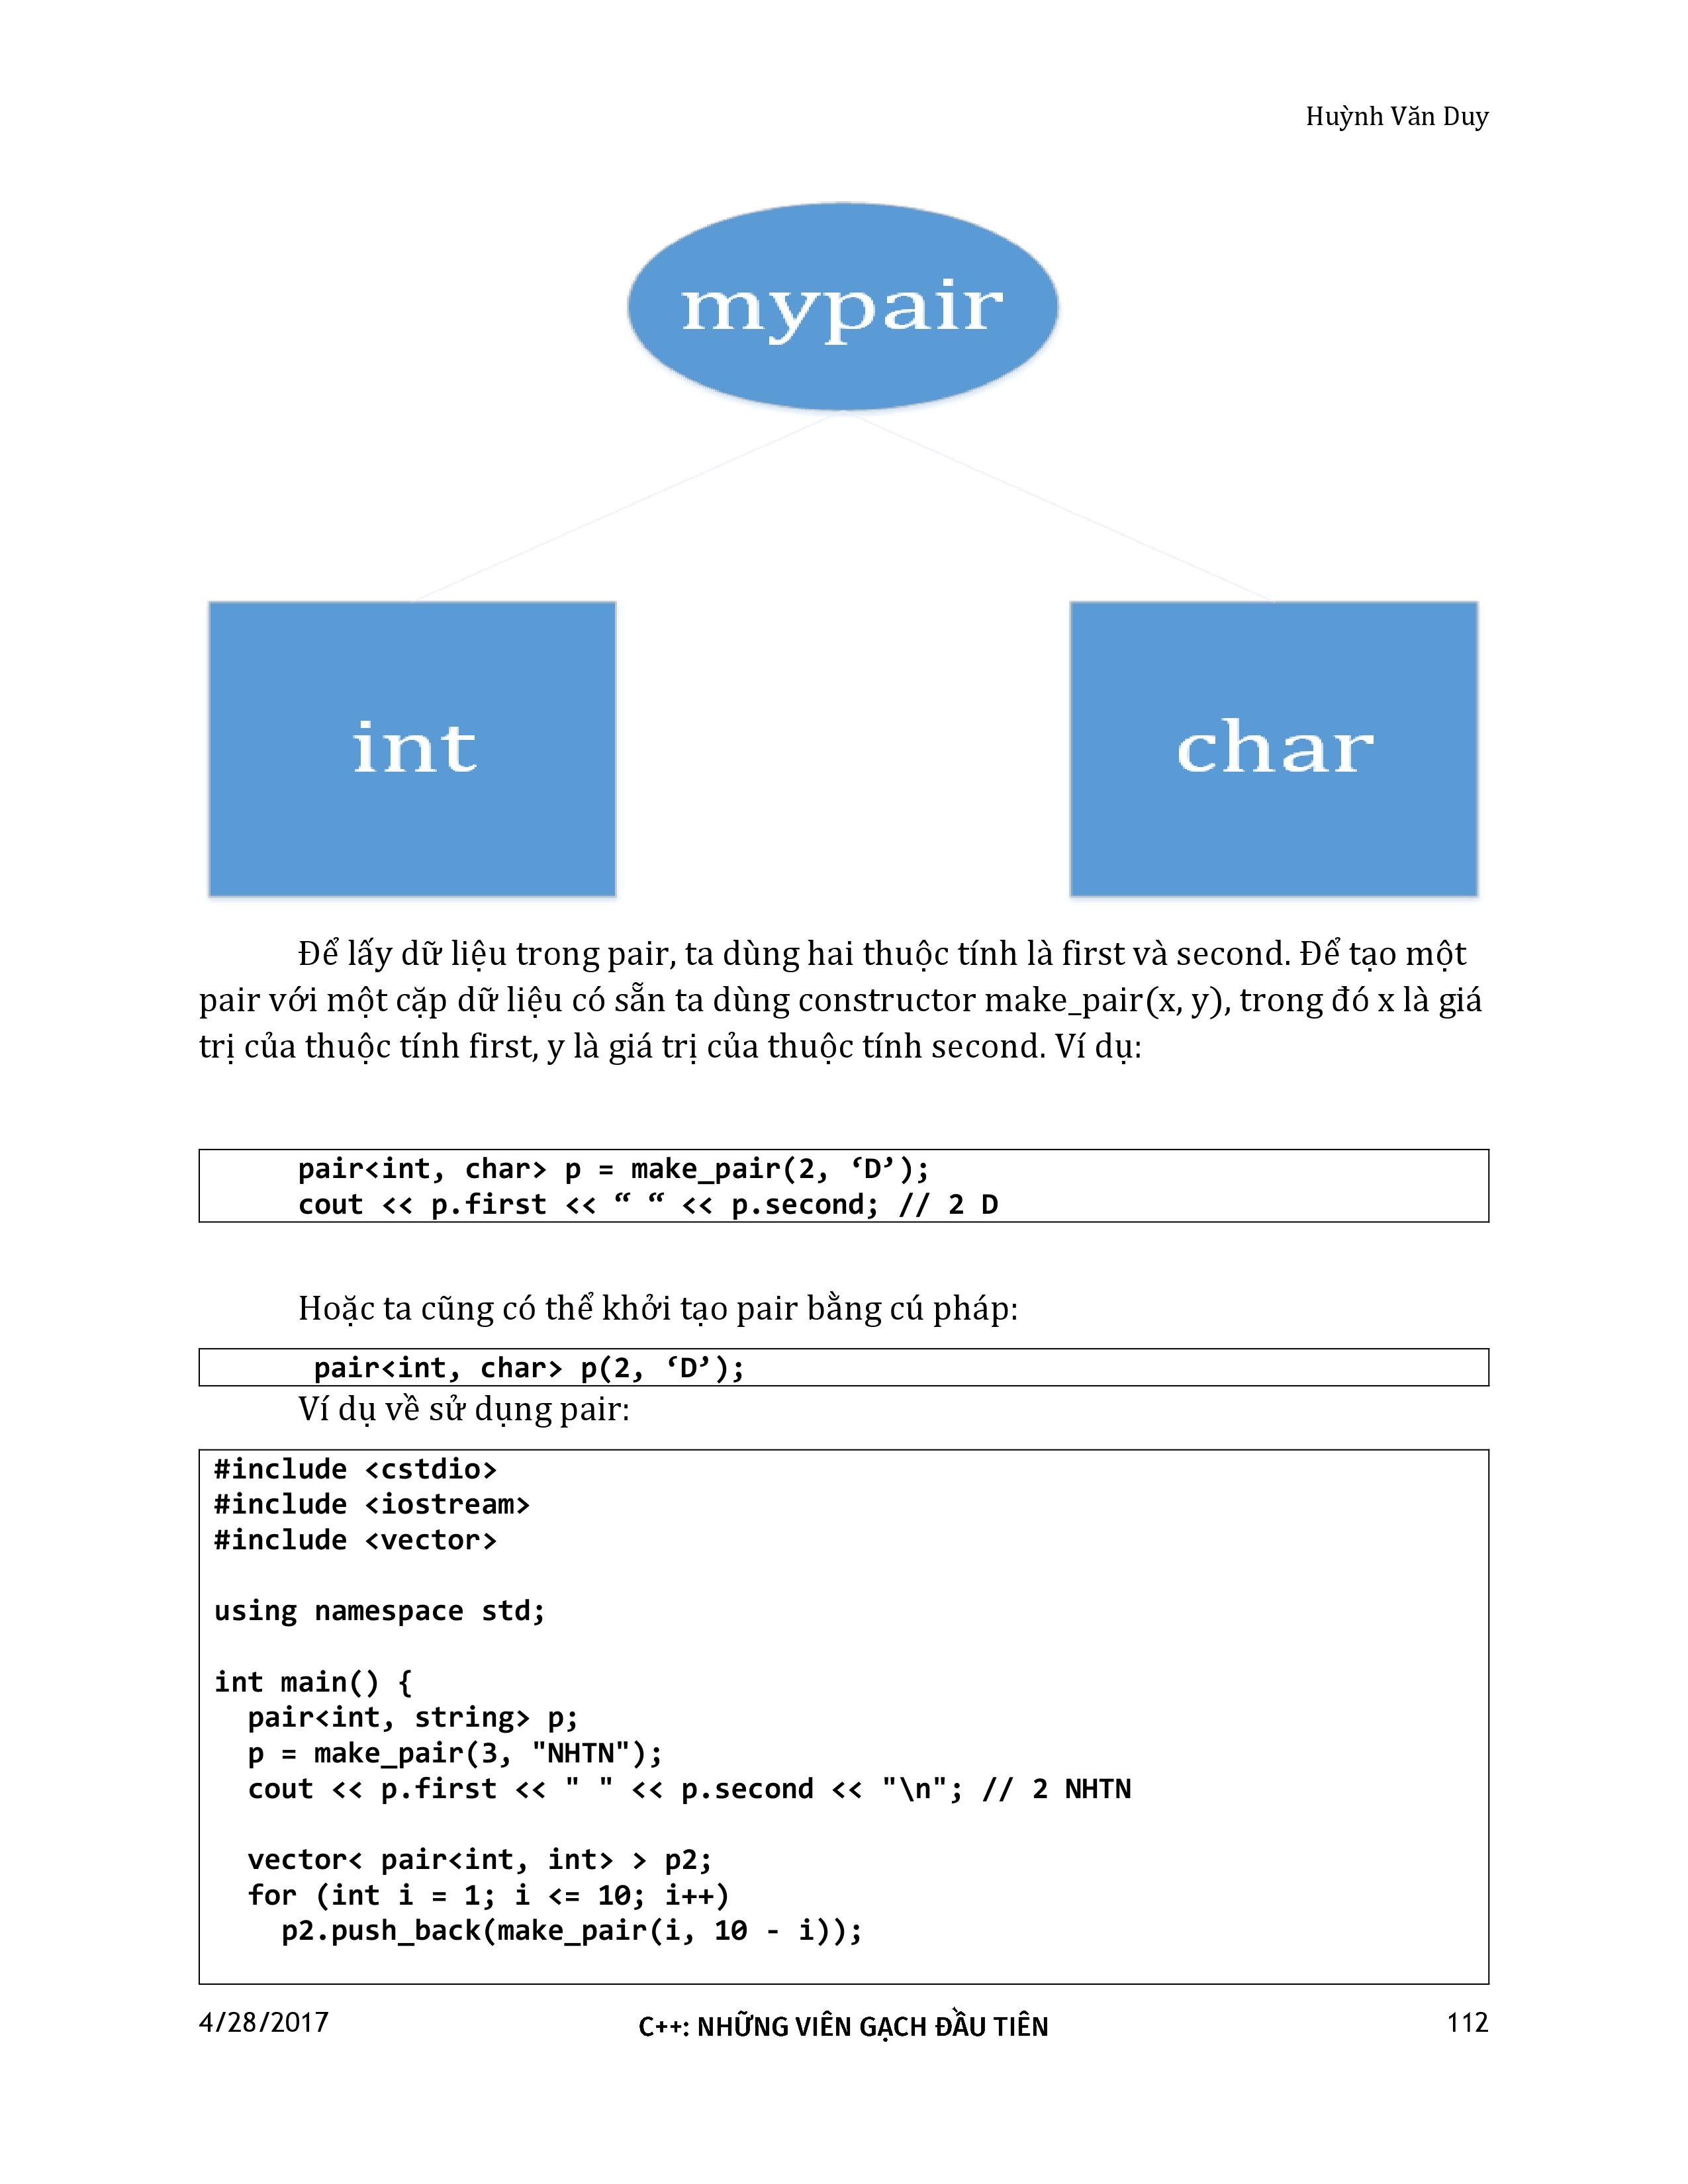 Huỳnh Văn Duy
mypair
int
char
Để lấy dữ liệu trong pair, ta dùng hai thuộc tính là first và second. Để tạo một
pair với một cặp dữ liệu có sẵn ta dùng constructor make_pair(x, y), trong đó x là giá
trị của thuộc tính first, y là giá trị của thuộc tính second. Ví dụ:
pair<int, char> p = make_pair(2, ‘D’);
cout << p.first << “ “ << p.second; // 2 D
Hoặc ta cũng có thể khởi tạo pair bằng cú pháp:
pair<int, char> p(2, ‘D’);
Ví dụ về sử dụng pair:
#include <cstdio>
#include <iostream>
#include <vector>
using namespace std;
int main() {
pair<int, string> p;
p = make_pair(3, "NHTN");
cout << p.first << " " << p.second << "\n"; // 2 NHTN
vector< pair<int, int> > p2;
for (int i = 1; i <= 10; i++)
p2.push_back(make_pair(i, 10 - i));
4/28/2017
C++: NHỮNG VIÊN GẠCH ĐẦU TIÊN
112